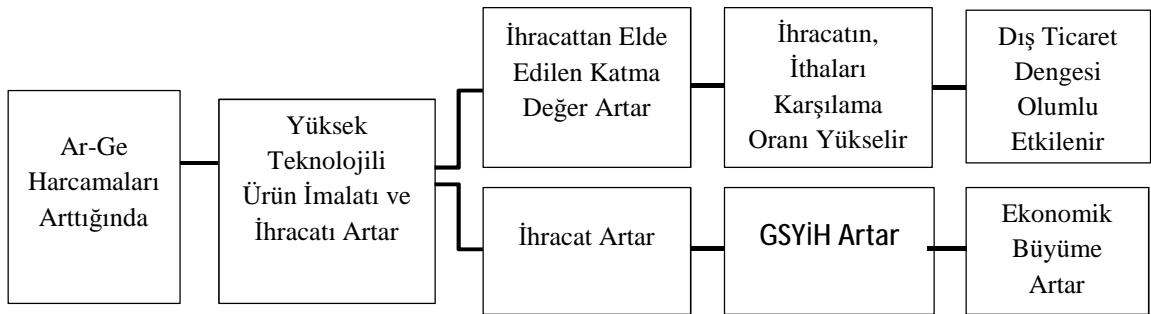 Ar-Ge
Harcamaları
Arttığında
Yüksek
Teknolojili
Ürün İmalatı ve
İhracatı Artar
İhracattan Elde
Edilen Katma
Değer Artar
İhracatın,
İthaları
Karşılama
Oranı Yükselir
Dış Ticaret
Dengesi
Olumlu
Etkilenir
İhracat Artar
GSYİH Artar
Ekonomik
Büyüme
Artar